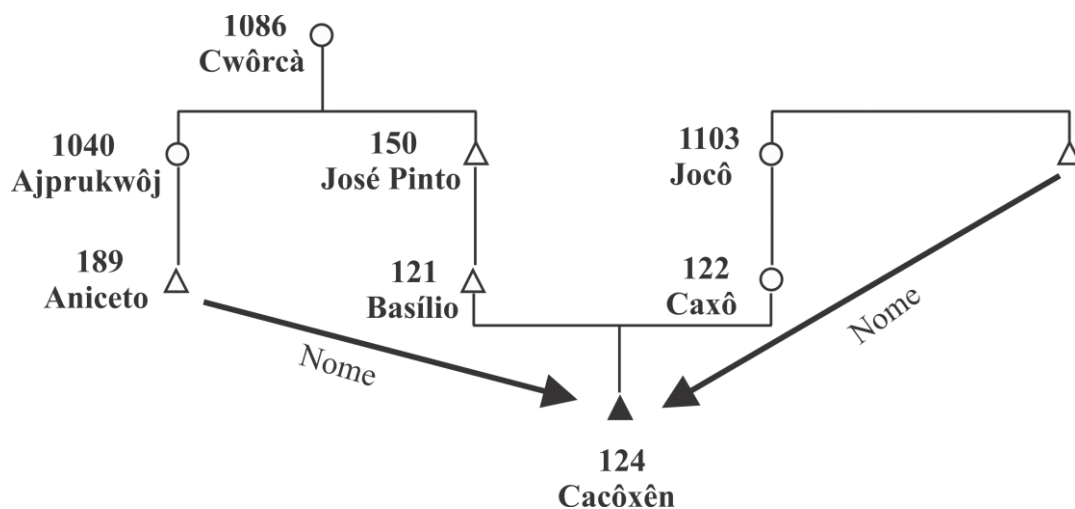 1086
Cwôrcà
1040
Ajprukwôj
150
José Pinto
1103
Jocô
189
Aniceto
121
Basílio
122
Caxô
Nome
Nome
124
Cacôxên